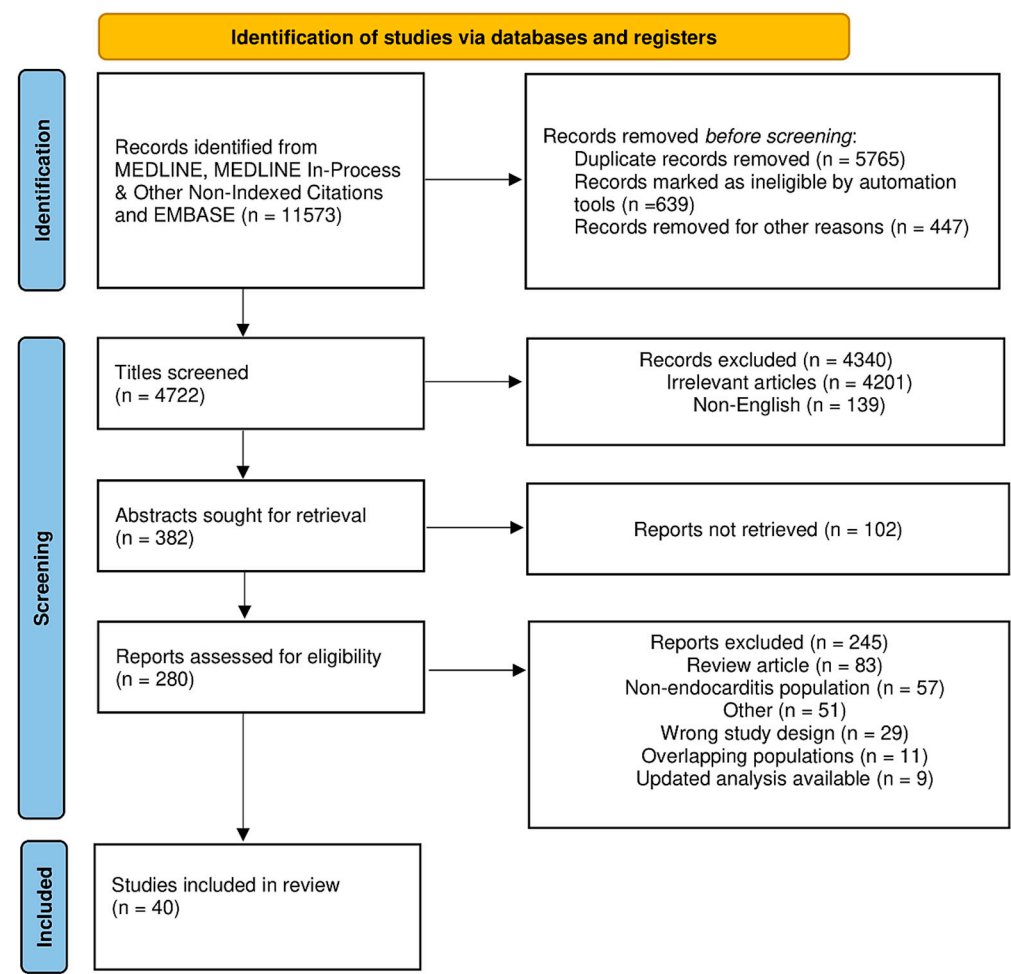 Identification of studies via databases and registers
Identification
Records identified from
MEDLINE, MEDLINE In-Process
& Other Non-Indexed Citations
and EMBASE (n = 11573)
Records removed before screening:
Duplicate records removed (n = 5765)
Records marked as ineligible by automation
tools (n =639)
Records removed for other reasons (n = 447)
Screening
Titles screened
(n = 4722)
Records excluded (n = 4340)
Irrelevant articles (n = 4201)
Non-English (n = 139)
Abstracts sought for retrieval
(n = 382)
Reports not retrieved (n = 102)
Reports assessed for eligibility
(n = 280)
Reports excluded (n = 245)
Review article (n = 83)
Non-endocarditis population (n = 57)
Other (n = 51)
Wrong study design (n = 29)
Overlapping populations (n = 11)
Updated analysis available (n = 9)
Included
Studies included in review
(n = 40)